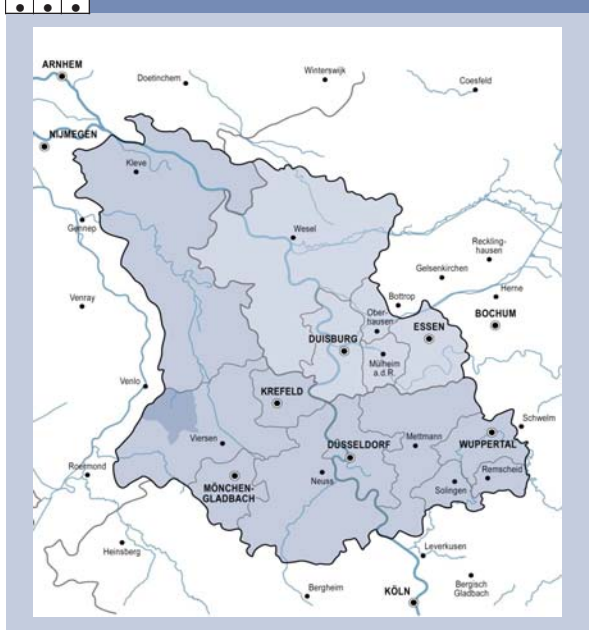 ARNHEM
Doetinchem
Winterswijk
Coesfeld
NIJMEGEN
Kleve
Gennep
Wesel
Reckling-
hausen
Gelsenkirchen
Venray
Bottrop
Herne
Ober-
hausen
ESSEN
BOCHUM
DUISBURG
Mülheim
a.d.R.
Venlo
KREFELD
Schwelm
Viersen
DÜSSELDORF
Mettmann
WUPPERTAL
Roermond
MÖNCHEN-
GLADBACH
Neuss
Solingen
Remscheid
Heinsberg
Leverkusen
Bergheim
KÖLN
Bergisch
Gladbach